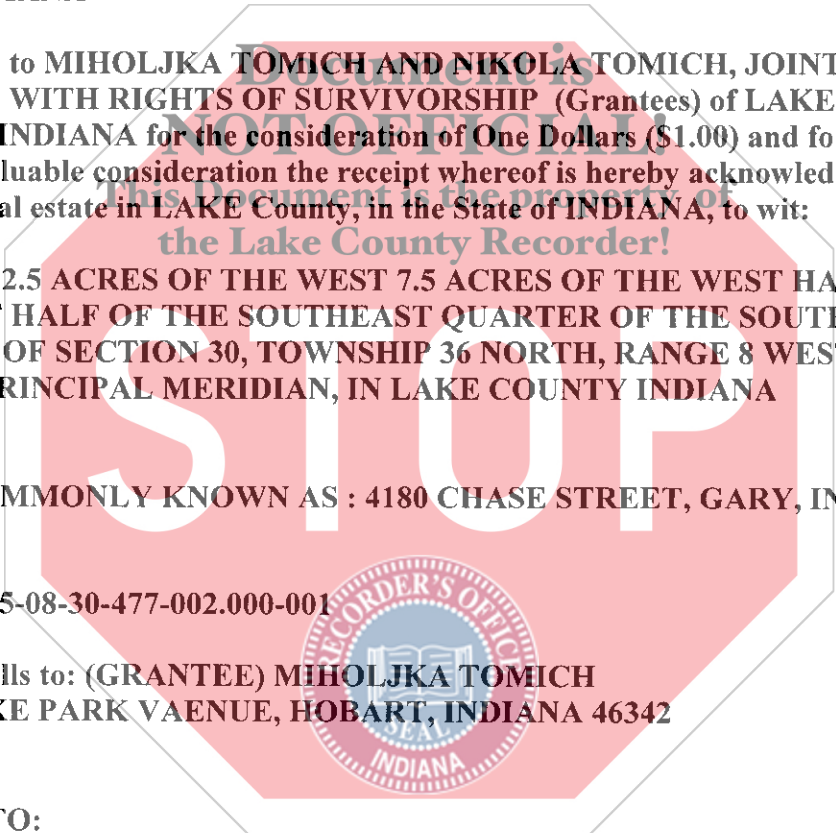 to MIHOLJKA TOMICH AND NIKOLA TOMICH, JOINT
Document is
WITH RIGHTS OF SURVIVORSHIP (Grantees) of LAKE
INDIANA for the consideration of One Dollars ($1.00) and fo
NOT OFFICIAL!
luable consideration the receipt whereof is hereby acknowled
This Document is the property of
al estate in LAKE County, in the State of INDIANA, to wit:
the Lake County Recorder!
2.5 ACRES OF THE WEST 7.5 ACRES OF THE WEST HA
HALF OF THE SOUTHEAST QUARTER OF THE SOUTH
OF SECTION 30, TOWNSHIP 36 NORTH, RANGE 8 WEST
RINCIPAL MERIDIAN, IN LAKE COUNTY INDIANA
STOP
MMONLY KNOWN AS : 4180 CHASE STREET, GARY, IN
5-08-30-477-002.000-001
RECORDER'S OFFICE
lls to: (GRANTEE) MIHOLJKA TOMICH
KE PARK VAENUE, HOBART, INDIANA 46342
SEAL
INDIANA
TO: